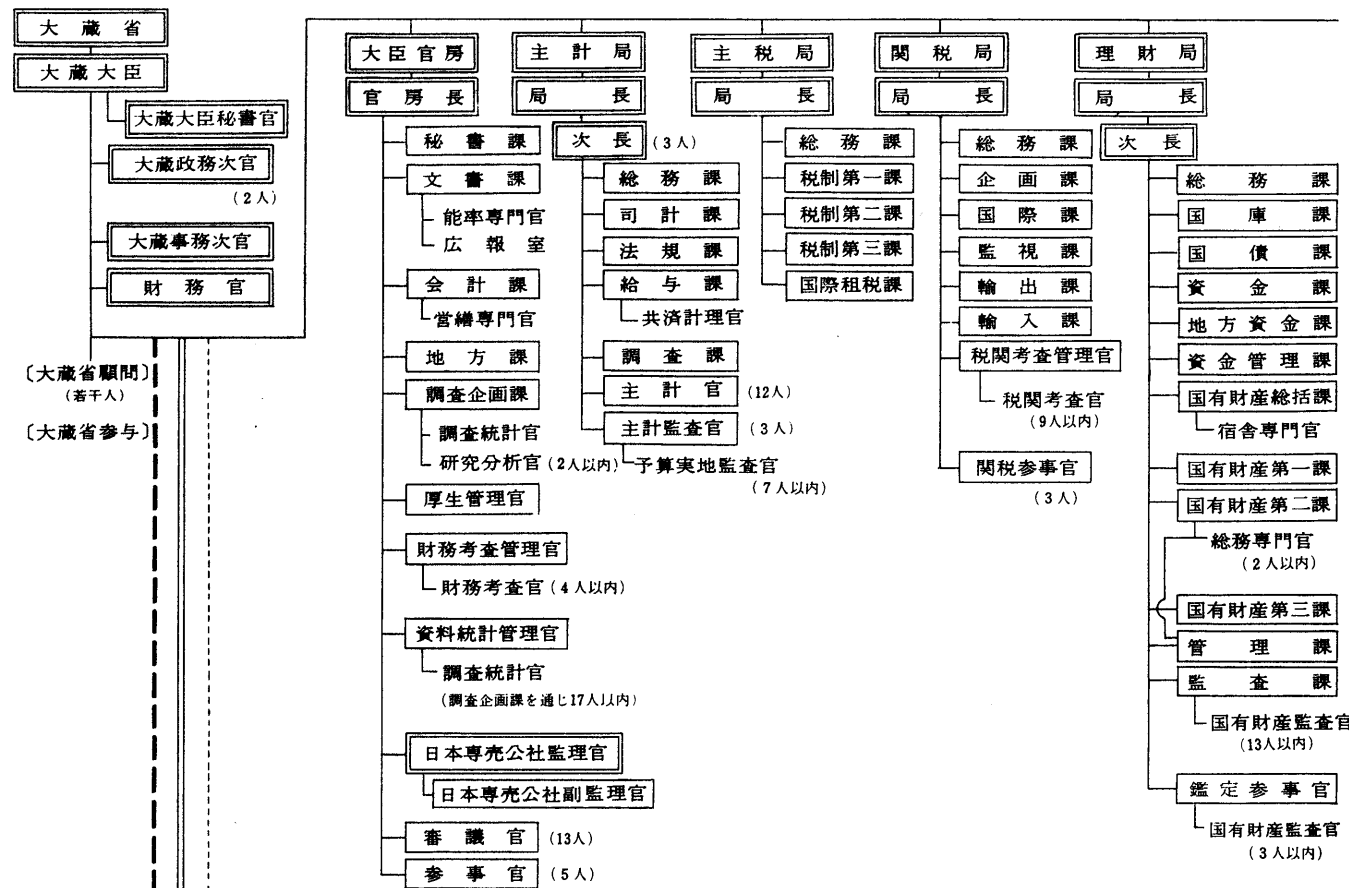 大蔵省
大蔵大臣
大蔵大臣秘書官
大蔵政務次官
(2人)
大蔵事務次官
財務官
〔大蔵省顧問〕
(若干人)
〔大蔵省参与〕
大臣官房
官房長
秘書課
文書課
能率専門官
広報室
会計課
営繕専門官
地方課
調査企画課
調査統計官
研究分析官(2人以内)
厚生管理官
財務考査管理官
財務考査官(4人以内)
資料統計管理官
調査統計官
(調査企画課を通じ17人以内)
日本専売公社監理官
日本専売公社副監理官
審議官(13人)
参事官(5人)
主計局
局長
次長(3人)
総務課
司計課
法規課
給与課
共済計理官
調査課
主計官(12人)
主計監査官(3人)
予算実地監査官
(7人以内)
主税局
局長
総務課
税制第一課
税制第二課
税制第三課
国際租税課
関税局
局長
総務課
企画課
国際課
監視課
輸出課
輸入課
税関考査管理官
税関考査官
(9人以内)
関税参事官
(3人)
理財局
局長
次長
総務課
国庫課
国債課
資金課
地方資金課
資金管理課
国有財産総括課
宿舎専門官
国有財産第一課
国有財産第二課
総務専門官
(2人以内)
国有財産第三課
管理課
監査課
国有財産監査官
(13人以内)
鑑定参事官
国有財産監査官
(3人以内)